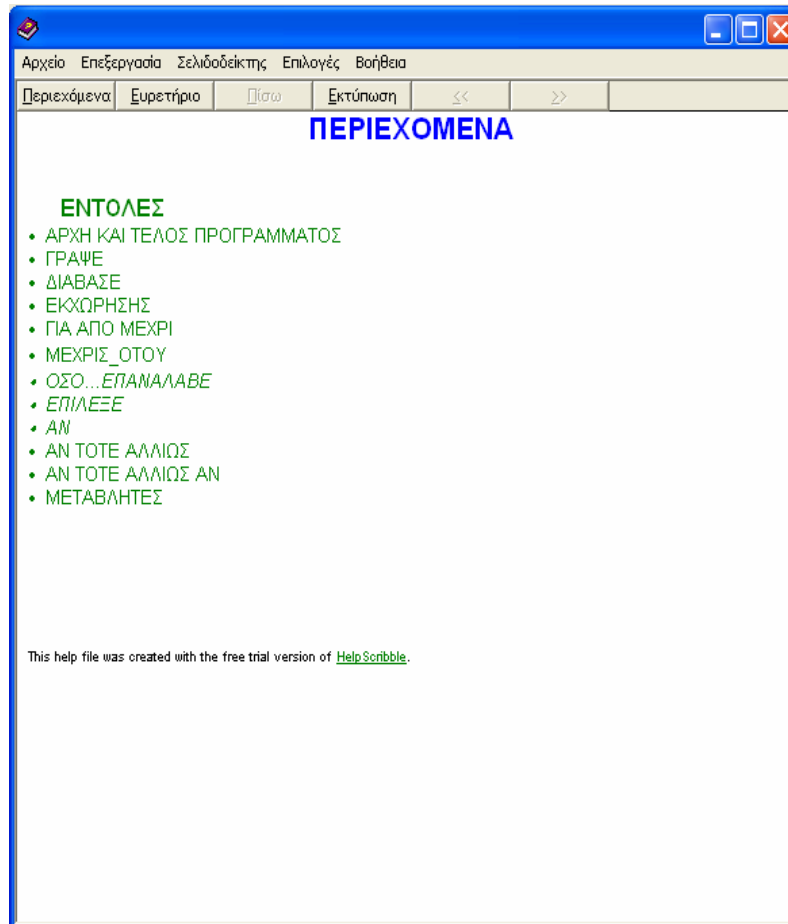 Αρχείο Επεξεργασία Σελιδοδείκτης Επιλογές Βοήθεια
Περιεχόμενα Ευρετήριο Πίσω Εκτύπωση << >>
ΠΕΡΙΕΧΟΜΕΝΑ
ΕΝΤΟΛΕΣ
• ΑΡΧΗ ΚΑΙ ΤΕΛΟΣ ΠΡΟΓΡΑΜΜΑΤΟΣ
• ΓΡΑΨΕ
• ΔΙΑΒΑΣΕ
• ΕΚΧΩΡΗΣΗΣ
• ΓΙΑ ΑΠΟ ΜΕΧΡΙ
• ΜΕΧΡΙΣ_ΟΤΟΥ
• ΟΣΟ...ΕΠΑΝΑΛΑΒΕ
• ΕΠΙΛΕΞΕ
• ΑΝ
• ΑΝ ΤΟΤΕ ΑΛΛΙΩΣ
• ΑΝ ΤΟΤΕ ΑΛΛΙΩΣ ΑΝ
• ΜΕΤΑΒΛΗΤΕΣ
This help file was created with the free trial version of HelpScribble.